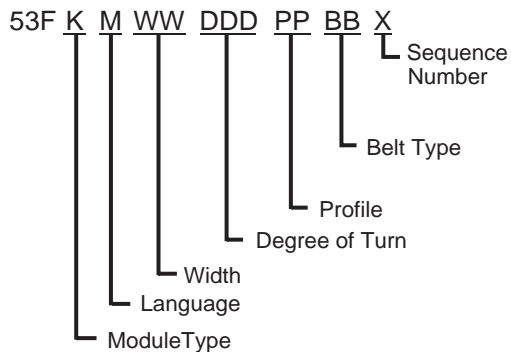 53F K M WW DDD PP BB X
Sequence
Number
Belt Type
Profile
Degree of Turn
Width
Language
ModuleType